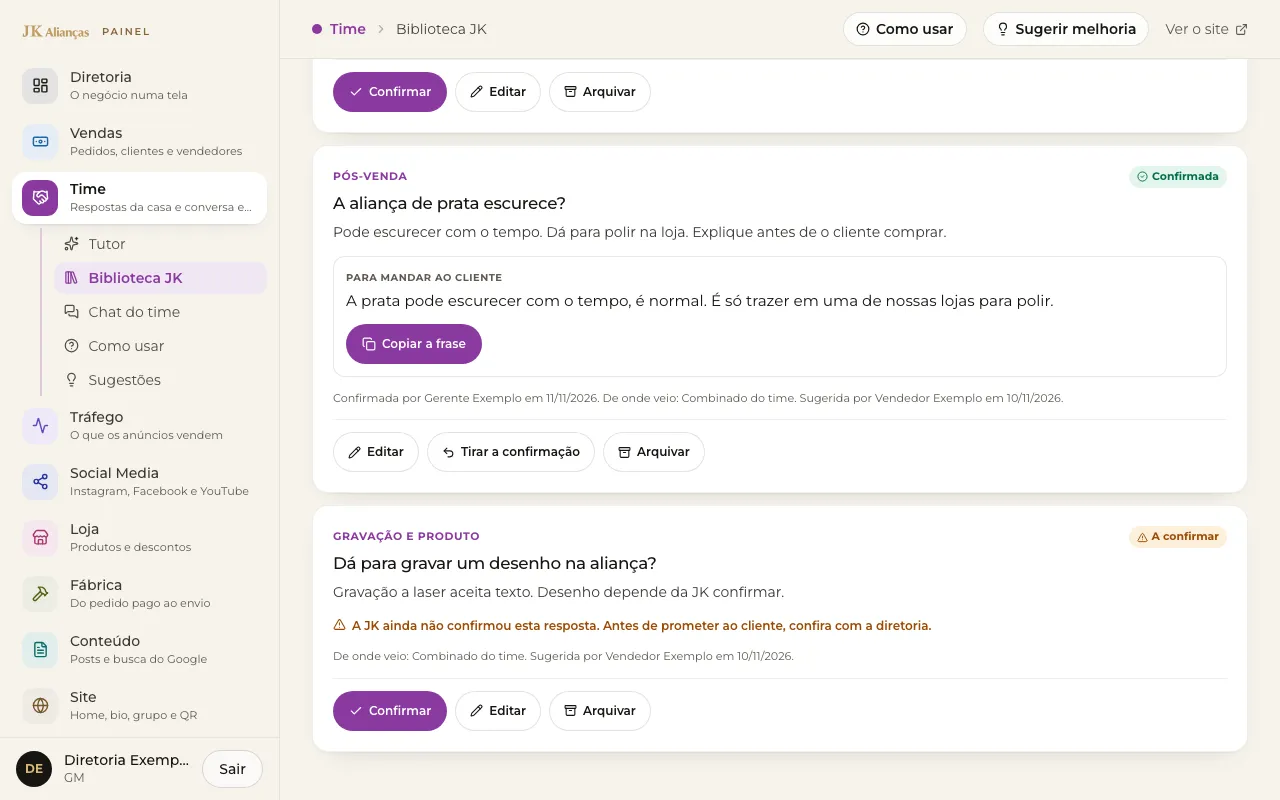 JK Alianças PAINEL
Diretoria
O negócio numa tela
Vendas
Pedidos, clientes e vendedores
Time
Respostas da casa e conversa e...
Tutor
Biblioteca JK
Chat do time
Como usar
Sugestões
Tráfego
O que os anúncios vendem
Social Media
Instagram, Facebook e YouTube
Loja
Produtos e descontos
Fábrica
Do pedido pago ao envio
Conteúdo
Posts e busca do Google
Site
Home, bio, grupo e QR
DE
Diretoria Exemp...
GM
Sair
Time > Biblioteca JK
Como usar
Sugerir melhoria
Ver o site
Confirmar
Editar
Arquivar
PÓS-VENDA
Confirmada
A aliança de prata escurece?
Pode escurecer com o tempo. Dá para polir na loja. Explique antes de o cliente comprar.
PARA MANDAR AO CLIENTE
A prata pode escurecer com o tempo, é normal. É só trazer em uma de nossas lojas para polir.
Copiar a frase
Confirmada por Gerente Exemplo em 11/11/2026. De onde veio: Combinado do time. Sugerida por Vendedor Exemplo em 10/11/2026.
Editar
Tirar a confirmação
Arquivar
GRAVAÇÃO E PRODUTO
A confirmar
Dá para gravar um desenho na aliança?
Gravação a laser aceita texto. Desenho depende da JK confirmar.
A JK ainda não confirmou esta resposta. Antes de prometer ao cliente, confira com a diretoria.
De onde veio: Combinado do time. Sugerida por Vendedor Exemplo em 10/11/2026.
Confirmar
Editar
Arquivar